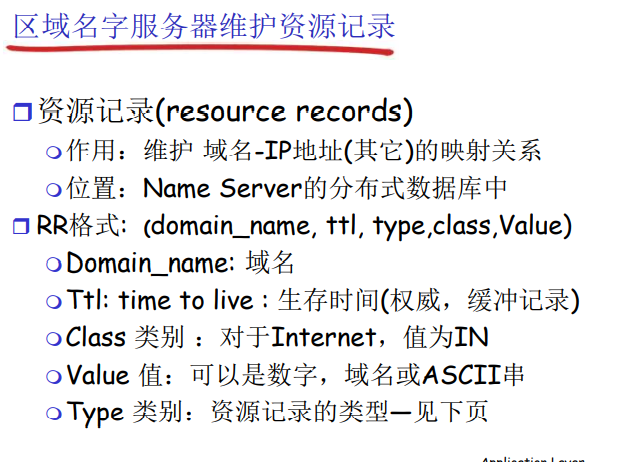 区域名字服务器维护资源记录
资源记录(resource records)
作用：维护 域名-IP地址(其它)的映射关系
位置：Name Server的分布式数据库中
RR格式: (domain_name, ttl, type,class,Value)
Domain_name: 域名
Ttl: time to live : 生存时间(权威，缓冲记录)
Class 类别 ：对于Internet，值为IN
Value 值：可以是数字，域名或ASCII串
Type 类别：资源记录的类型—见下页
Application Layer